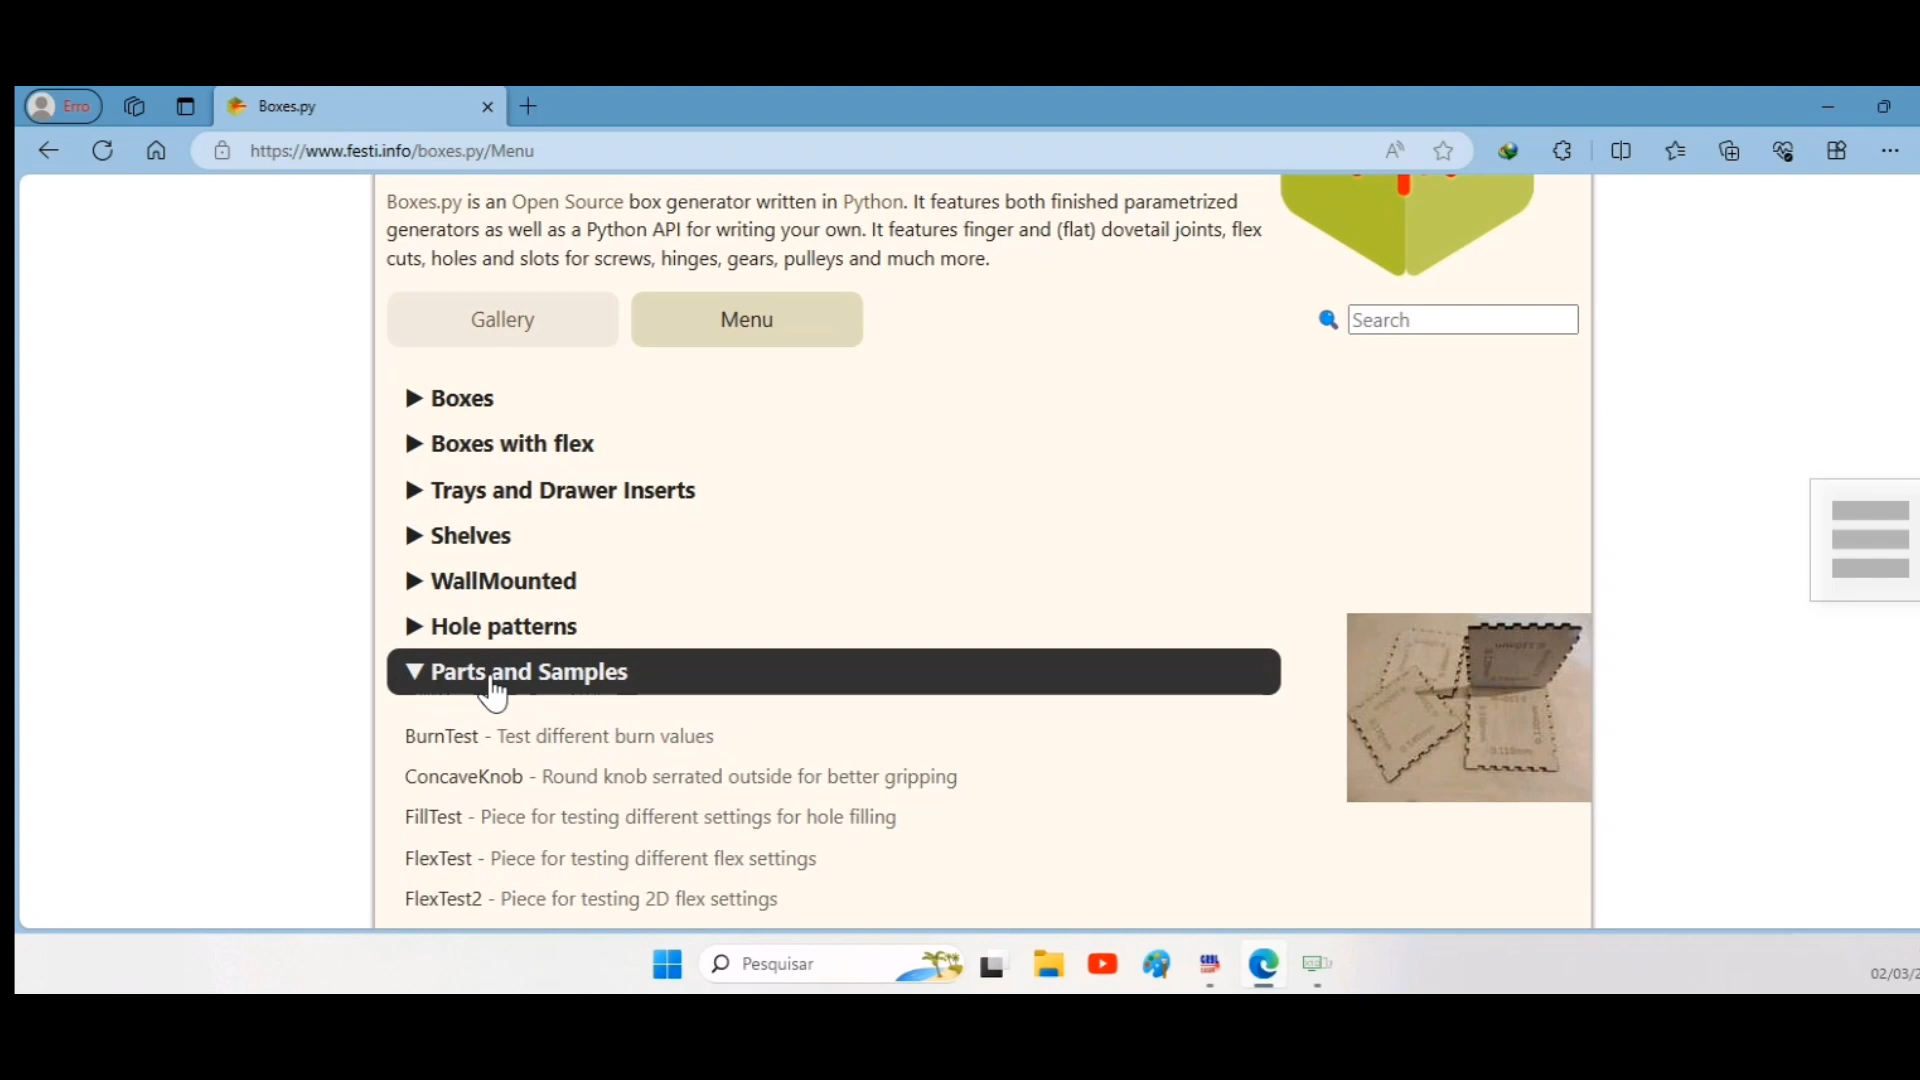 Erro
Boxes.py
https://www.festi.info/boxes.py/Menu
Boxes.py is an Open Source box generator written in Python. It features both finished parametrized
generators as well as a Python API for writing your own. It features finger and (flat) dovetail joints, flex
cuts, holes and slots for screws, hinges, gears, pulleys and much more.
Gallery
Menu
Search
▶ Boxes
▶ Boxes with flex
▶ Trays and Drawer Inserts
▶ Shelves
▶ WallMounted
▶ Hole patterns
▼ Parts and Samples
BurnTest - Test different burn values
ConcaveKnob - Round knob serrated outside for better gripping
FillTest - Piece for testing different settings for hole filling
FlexTest - Piece for testing different flex settings
FlexTest2 - Piece for testing 2D flex settings
Pesquisar
02/03/2